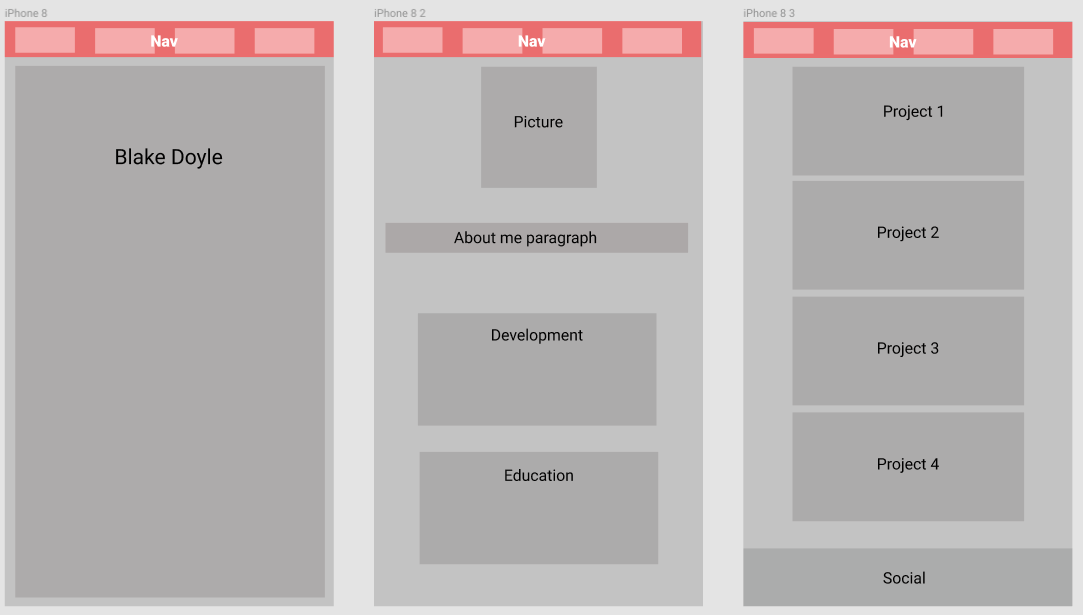 iPhone 8
Nav
Blake Doyle
iPhone 8 2
Nav
Picture
About me paragraph
Development
Education
iPhone 8 3
Nav
Project 1
Project 2
Project 3
Project 4
Social